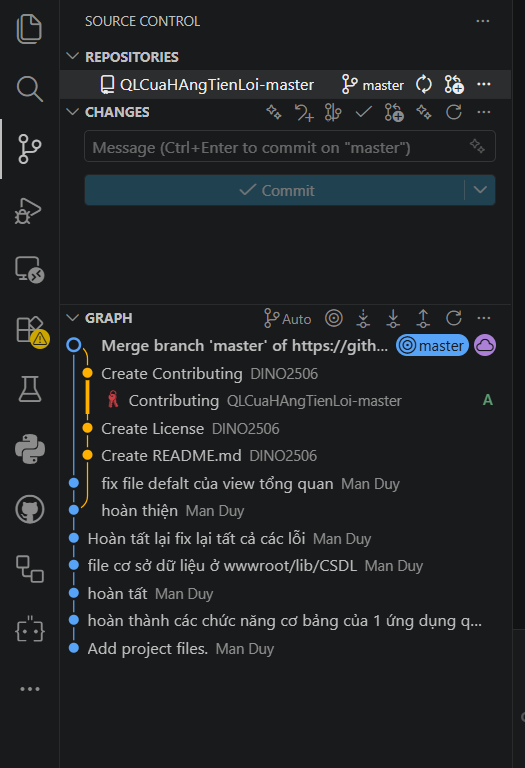 SOURCE CONTROL
REPOSITORIES
QLCuaHAngTienLoi-master master
CHANGES
Message (Ctrl+Enter to commit on "master")
Commit
GRAPH Auto
Merge branch 'master' of https://gith... master
Create Contributing DINO2506
Contributing QLCuaHAngTienLoi-master A
Create License DINO2506
Create README.md DINO2506
fix file defalt của view tổng quan Man Duy
hoàn thiện Man Duy
Hoàn tất lại fix lại tất cả các lỗi Man Duy
file cơ sở dữ liệu ở wwwroot/lib/CSDL Man Duy
hoàn tất Man Duy
hoàn thành các chức năng cơ bảng của 1 ứng dụng q...
Add project files. Man Duy